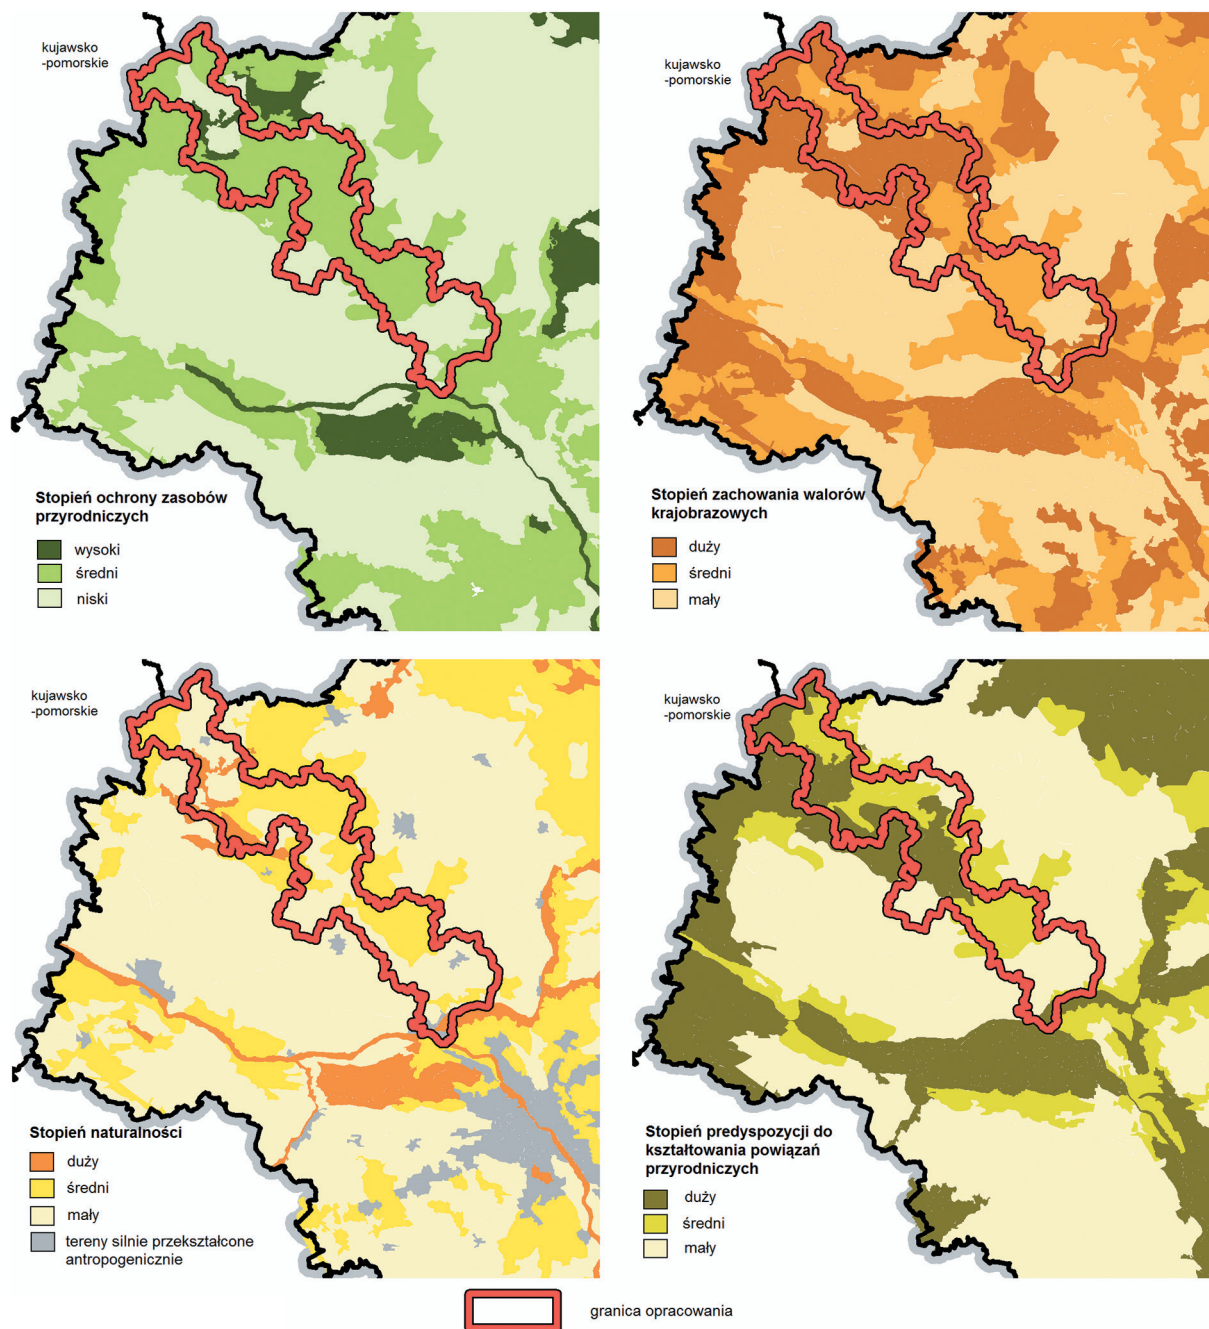 kujawsko
-pomorskie
Stopień ochrony zasobów
przyrodniczych
wysoki
średni
niski
kujawsko
-pomorskie
Stopień zachowania walorów
krajobrazowych
duży
średni
mały
kujawsko
-pomorskie
Stopień naturalności
duży
średni
mały
tereny silnie przekształcone
antropogenicznie
kujawsko
-pomorskie
Stopień predyspozycji do
kształtowania powiązań
przyrodniczych
duży
średni
mały
granica opracowania